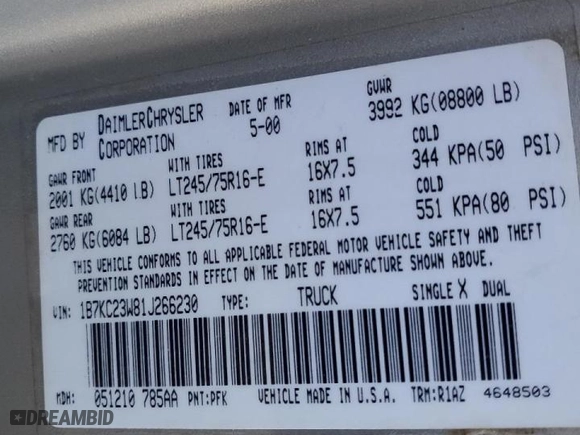 MFD BY DAIMLERCHRYSLER CORPORATION
DATE OF MFR 5-00
GVWR 3992 KG(08800 LB)
GAWR FRONT 2001 KG(4410 LB)
WITH TIRES LT245/75R16-E
RIMS AT 16X7.5
COLD 344 KPA(50 PSI)
GAWR REAR 2760 KG(6084 LB)
WITH TIRES LT245/75R16-E
RIMS AT 16X7.5
COLD 551 KPA(80 PSI)
THIS VEHICLE CONFORMS TO ALL APPLICABLE FEDERAL MOTOR VEHICLE SAFETY AND THEFT
PREVENTION STANDARDS IN EFFECT ON THE DATE OF MANUFACTURE SHOWN ABOVE.
VIN: 1B7KC23W81J266230 TYPE: TRUCK SINGLE X DUAL
MDH: 051210 785AA PNT:PFK VEHICLE MADE IN U.S.A. TRM:R1AZ 4648503
DREAMBID